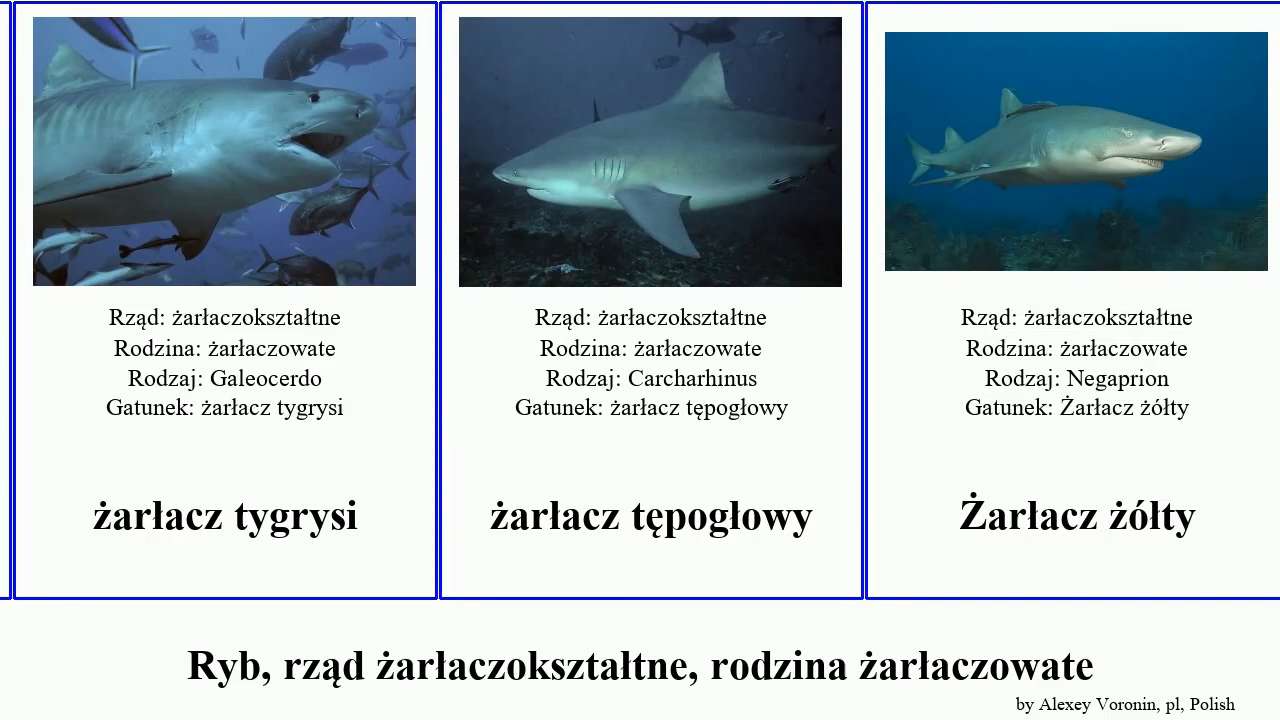 Rząd: żarłaczokształtne
Rodzina: żarłaczowate
Rodzaj: Galeocerdo
Gatunek: żarłacz tygrysi
żarłacz tygrysi
Rząd: żarłaczokształtne
Rodzina: żarłaczowate
Rodzaj: Carcharhinus
Gatunek: żarłacz tępogłowy
żarłacz tępogłowy
Rząd: żarłaczokształtne
Rodzina: żarłaczowate
Rodzaj: Negaprion
Gatunek: Żarłacz żółty
Żarłacz żółty
Ryb, rząd żarłaczokształtne, rodzina żarłaczowate
by Alexey Voronin, pl, Polish